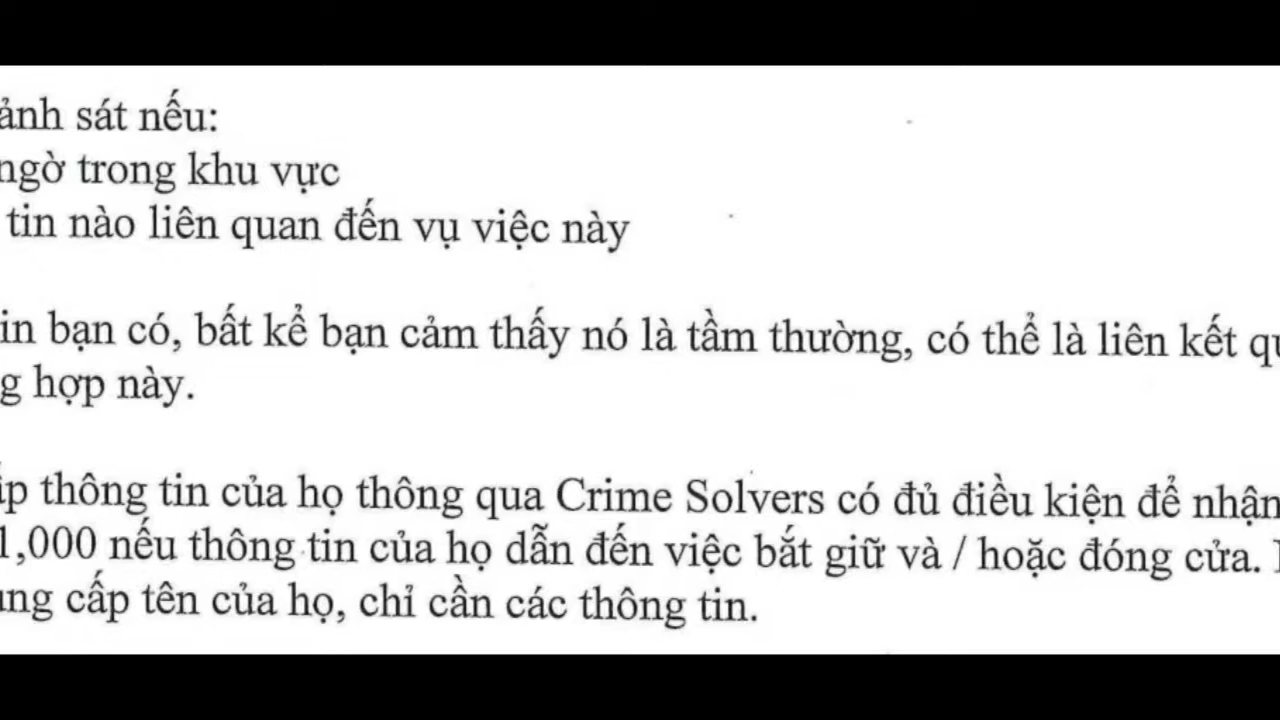 ảnh sát nếu:
ngờ trong khu vực
tin nào liên quan đến vụ việc này
in bạn có, bất kể bạn cảm thấy nó là tầm thường, có thể là liên kết qu
g hợp này.
ấp thông tin của họ thông qua Crime Solvers có đủ điều kiện để nhận
1,000 nếu thông tin của họ dẫn đến việc bắt giữ và / hoặc đóng cửa.
ung cấp tên của họ, chỉ cần các thông tin.